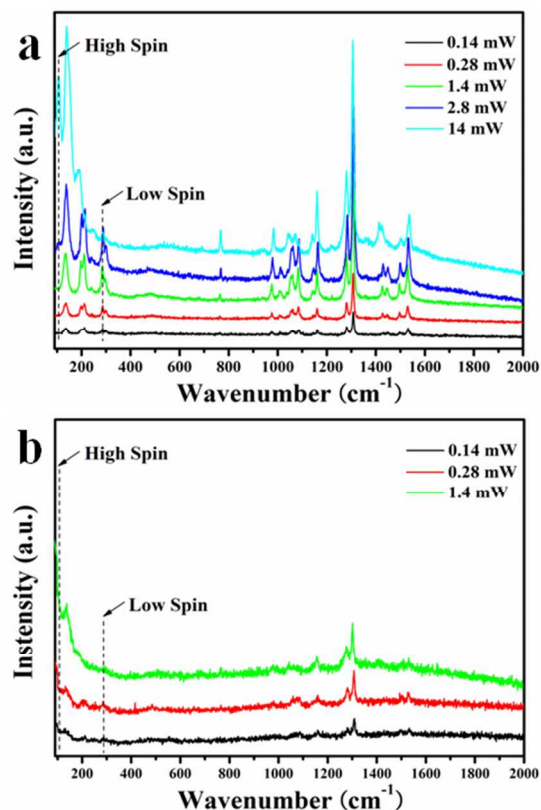 a
High Spin
0.14 mW
0.28 mW
1.4 mW
2.8 mW
14 mW
Low Spin
Intensity (a.u.)
200 400 600 800 1000 1200 1400 1600 1800 2000
Wavenumber (cm-1)
b
High Spin
0.14 mW
0.28 mW
1.4 mW
Low Spin
Instensity (a.u.)
200 400 600 800 1000 1200 1400 1600 1800 2000
Wavenumber (cm-1)